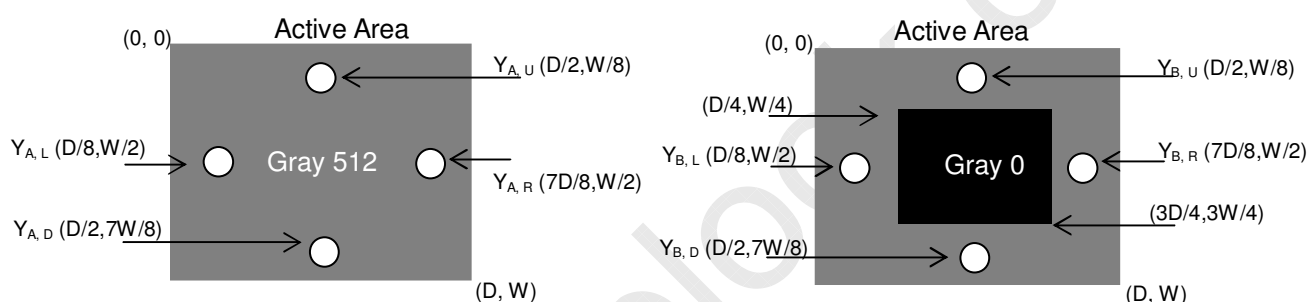 Active Area
(0, 0)
Y_A, U (D/2,W/8)
Y_A, L (D/8,W/2)
Gray 512
Y_A, R (7D/8,W/2)
Y_A, D (D/2,7W/8)
(D, W)
Active Area
(0, 0)
Y_B, U (D/2,W/8)
(D/4,W/4)
Y_B, L (D/8,W/2)
Gray 0
Y_B, R (7D/8,W/2)
(3D/4,3W/4)
Y_B, D (D/2,7W/8)
(D, W)